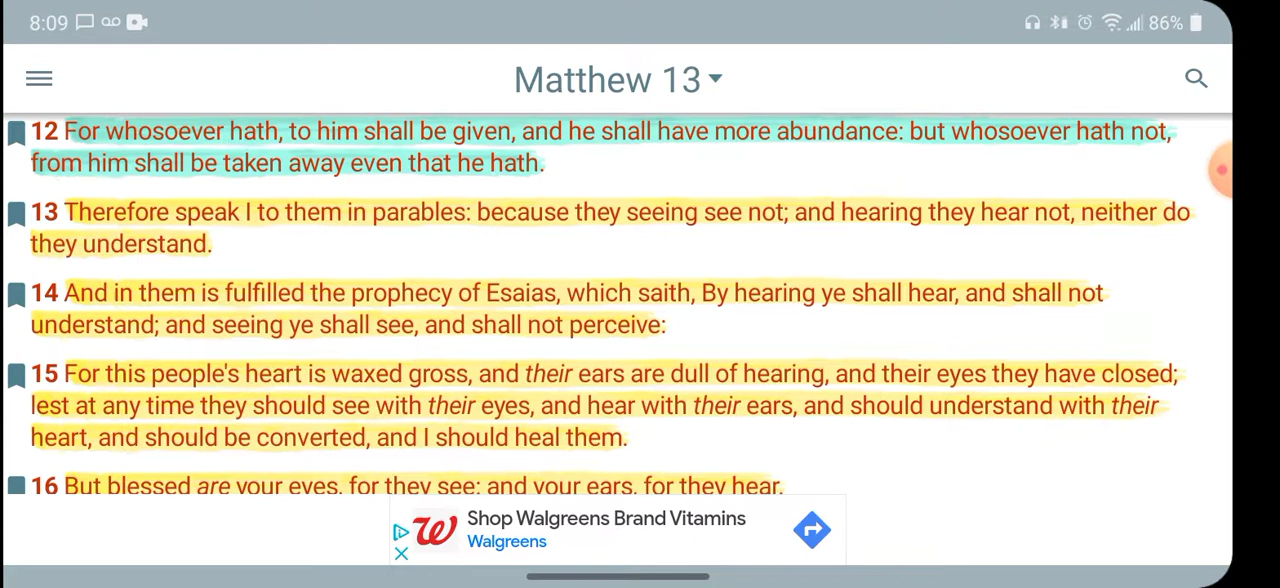 8:09 86%
Matthew 13
12 For whosoever hath, to him shall be given, and he shall have more abundance: but whosoever hath not,
from him shall be taken away even that he hath.
13 Therefore speak I to them in parables: because they seeing see not; and hearing they hear not, neither do
they understand.
14 And in them is fulfilled the prophecy of Esaias, which saith, By hearing ye shall hear, and shall not
understand; and seeing ye shall see, and shall not perceive:
15 For this people's heart is waxed gross, and their ears are dull of hearing, and their eyes they have closed;
lest at any time they should see with their eyes, and hear with their ears, and should understand with their
heart, and should be converted, and I should heal them.
16 But blessed are your eyes, for they see: and your ears, for they hear.
Shop Walgreens Brand Vitamins
Walgreens